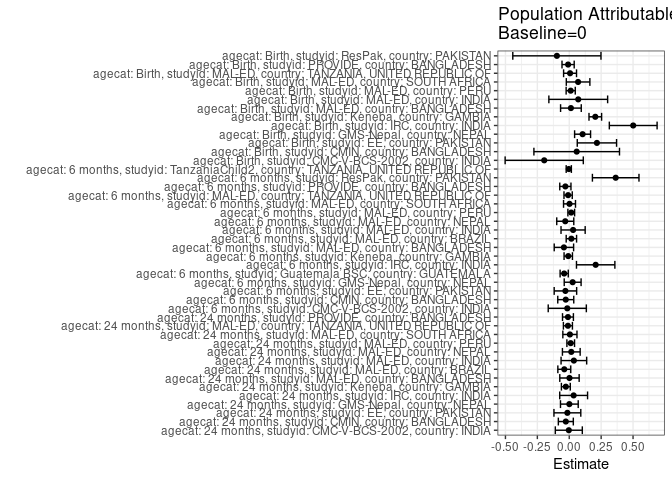 Population Attributable
Baseline=0
agecat: Birth, studyid: ResPak, country: PAKISTAN
agecat: Birth, studyid: PROVIDE, country: BANGLADESH
agecat: Birth, studyid: MAL-ED, country: TANZANIA, UNITED REPUBLIC OF
agecat: Birth, studyid: MAL-ED, country: SOUTH AFRICA
agecat: Birth, studyid: MAL-ED, country: PERU
agecat: Birth, studyid: MAL-ED, country: INDIA
agecat: Birth, studyid: MAL-ED, country: BANGLADESH
agecat: Birth, studyid: Keneba, country: GAMBIA
agecat: Birth, studyid: IRC, country: INDIA
agecat: Birth, studyid: GMS-Nepal, country: NEPAL
agecat: Birth, studyid: EE, country: PAKISTAN
agecat: Birth, studyid: CMIN, country: BANGLADESH
agecat: Birth, studyid: CMC-V-BCS-2002, country: INDIA
agecat: 6 months, studyid: TanzaniaChild2, country: TANZANIA, UNITED REPUBLIC OF
agecat: 6 months, studyid: ResPak, country: PAKISTAN
agecat: 6 months, studyid: PROVIDE, country: BANGLADESH
agecat: 6 months, studyid: MAL-ED, country: TANZANIA, UNITED REPUBLIC OF
agecat: 6 months, studyid: MAL-ED, country: SOUTH AFRICA
agecat: 6 months, studyid: MAL-ED, country: PERU
agecat: 6 months, studyid: MAL-ED, country: NEPAL
agecat: 6 months, studyid: MAL-ED, country: INDIA
agecat: 6 months, studyid: MAL-ED, country: BRAZIL
agecat: 6 months, studyid: MAL-ED, country: BANGLADESH
agecat: 6 months, studyid: Keneba, country: GAMBIA
agecat: 6 months, studyid: IRC, country: INDIA
agecat: 6 months, studyid: Guatemala BSC, country: GUATEMALA
agecat: 6 months, studyid: GMS-Nepal, country: NEPAL
agecat: 6 months, studyid: EE, country: PAKISTAN
agecat: 6 months, studyid: CMIN, country: BANGLADESH
agecat: 6 months, studyid: CMC-V-BCS-2002, country: INDIA
agecat: 24 months, studyid: PROVIDE, country: BANGLADESH
agecat: 24 months, studyid: MAL-ED, country: TANZANIA, UNITED REPUBLIC OF
agecat: 24 months, studyid: MAL-ED, country: SOUTH AFRICA
agecat: 24 months, studyid: MAL-ED, country: PERU
agecat: 24 months, studyid: MAL-ED, country: NEPAL
agecat: 24 months, studyid: MAL-ED, country: INDIA
agecat: 24 months, studyid: MAL-ED, country: BRAZIL
agecat: 24 months, studyid: MAL-ED, country: BANGLADESH
agecat: 24 months, studyid: Keneba, country: GAMBIA
agecat: 24 months, studyid: IRC, country: INDIA
agecat: 24 months, studyid: GMS-Nepal, country: NEPAL
agecat: 24 months, studyid: EE, country: PAKISTAN
agecat: 24 months, studyid: CMIN, country: BANGLADESH
agecat: 24 months, studyid: CMC-V-BCS-2002, country: INDIA
-0.50 -0.25 0.00 0.25 0.50
Estimate